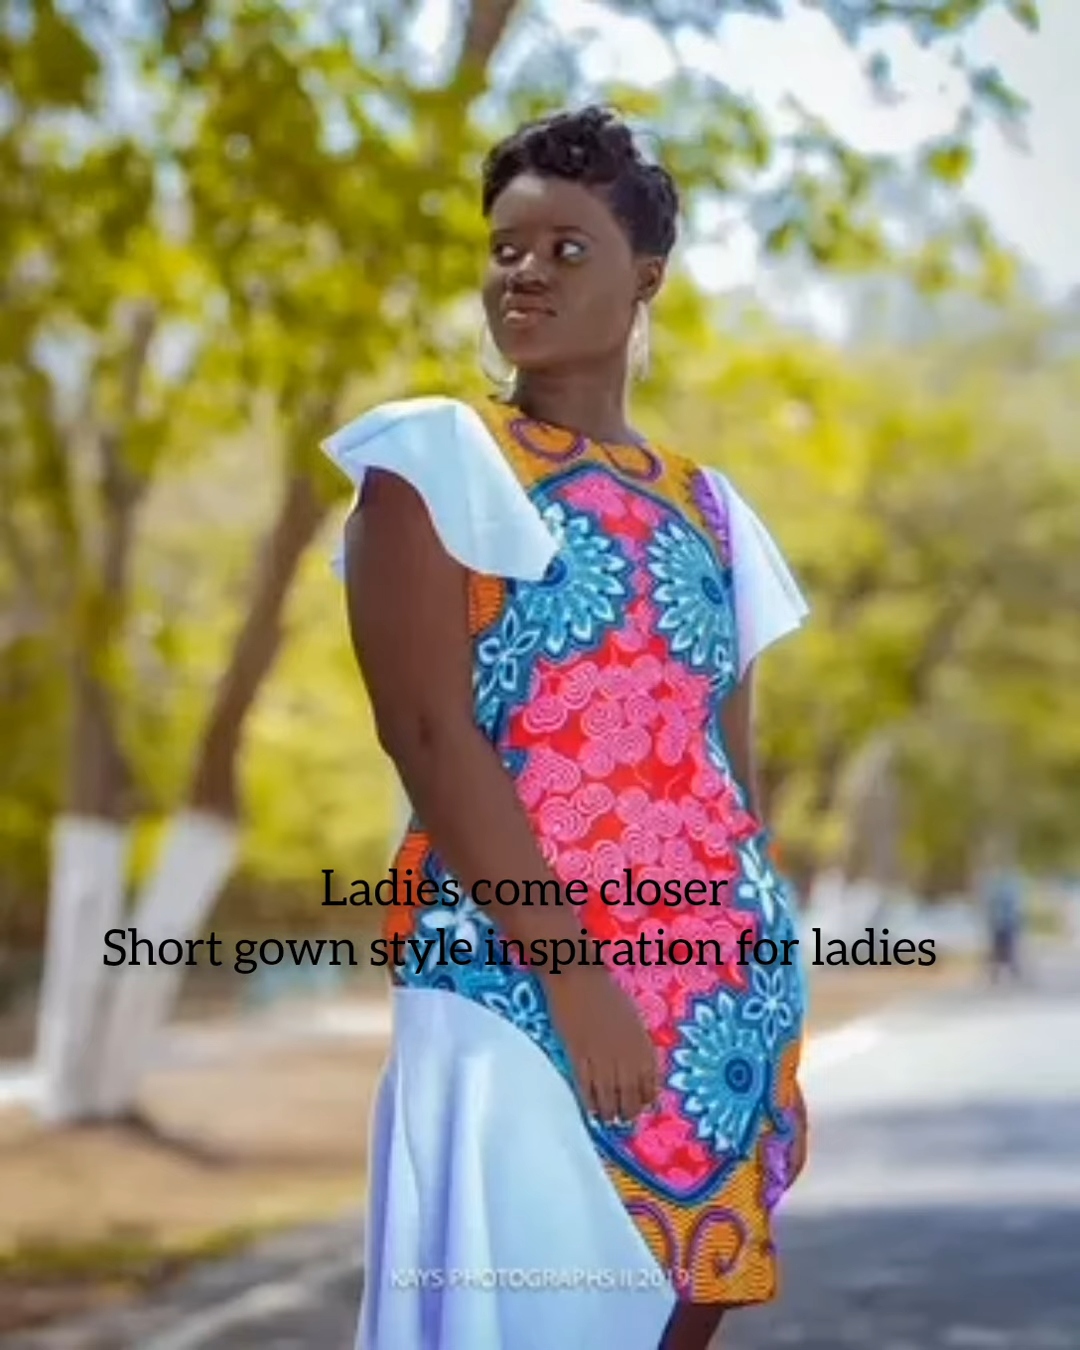 Ladies come closer
Short gown style inspiration for ladies
KAYS PHOTOGRAPHS II 2019